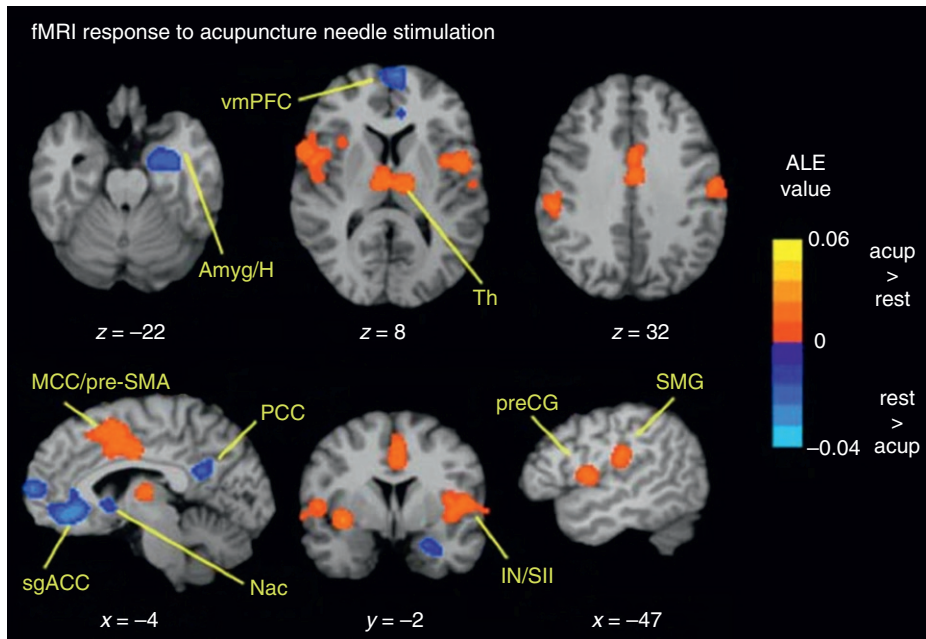 fMRI response to acupuncture needle stimulation
vmPFC
Amyg/H
Th
z = –22
z = 8
z = 32
ALE
value
0.06
acup
>
rest
0
rest
>
acup
–0.04
MCC/pre-SMA
PCC
sgACC
Nac
IN/SII
preCG
SMG
x = –4
y = –2
x = –47